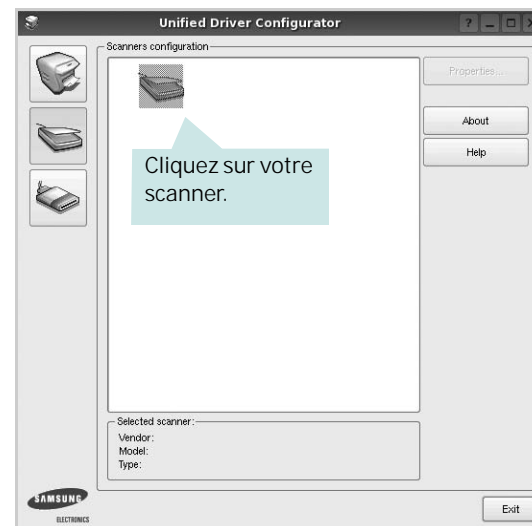 Unified Driver Configurator
Scanners configuration
Properties...
About
Help
Cliquez sur votre
scanner.
Selected scanner:
Vendor:
Model:
Type:
SAMSUNG
ELECTRONICS
Exit